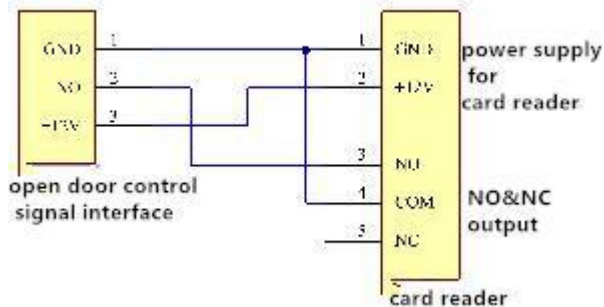 GND 1
NO 2
+12V 3
open door control
signal interface
1 GND
2 +12V
3 NO
4 COM
5 NC
power supply
for
card reader
NO&NC
output
card reader